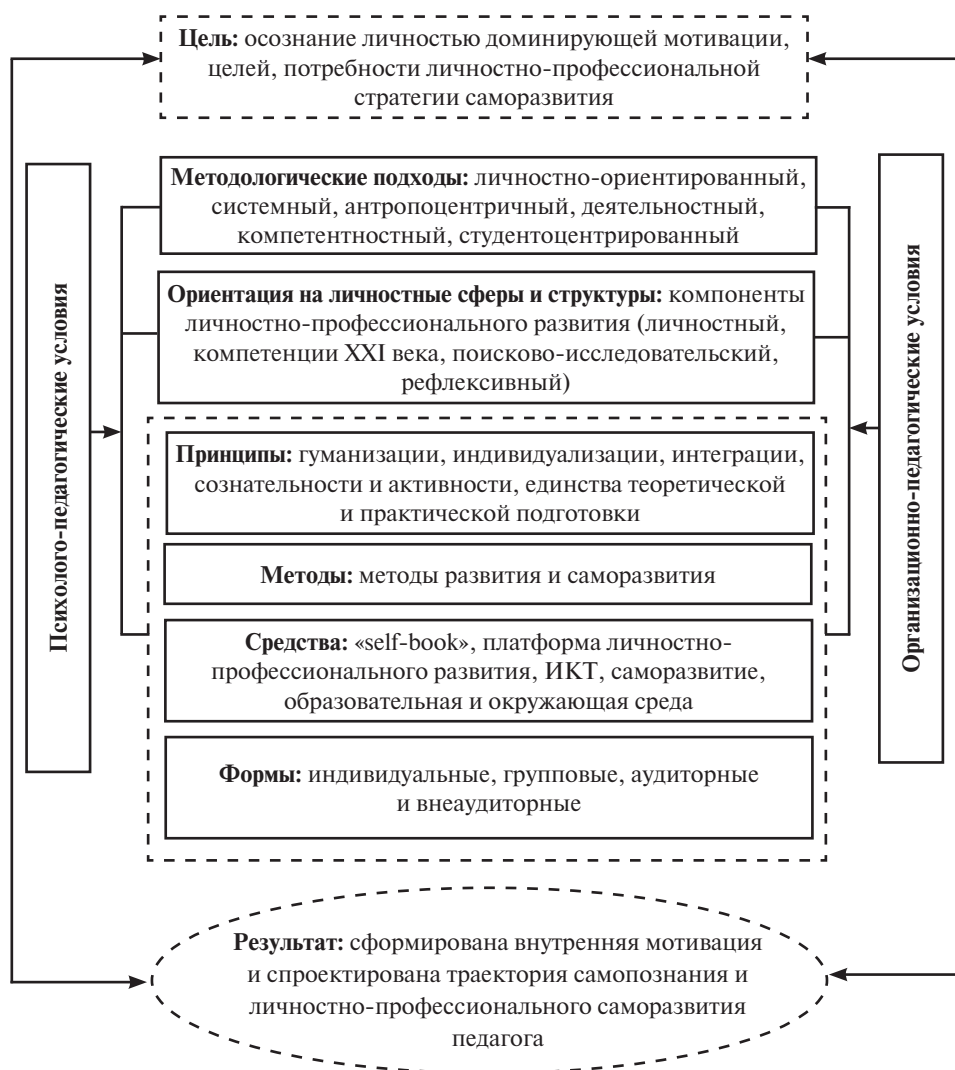 Цель: осознание личностью доминирующей мотивации,
целей, потребности личностно-профессиональной
стратегии саморазвития
Психолого-педагогические условия
Методологические подходы: личностно-ориентированный,
системный, антропоцентричный, деятельностный,
компетентностный, студентоцентрированный
Ориентация на личностные сферы и структуры: компоненты
личностно-профессионального развития (личностный,
компетенции XXI века, поисково-исследовательский,
рефлексивный)
Принципы: гуманизации, индивидуализации, интеграции,
сознательности и активности, единства теоретической
и практической подготовки
Методы: методы развития и саморазвития
Средства: «self-book», платформа личностно-
профессионального развития, ИКТ, саморазвитие,
образовательная и окружающая среда
Формы: индивидуальные, групповые, аудиторные
и внеаудиторные
Организационно-педагогические условия
Результат: сформирована внутренняя мотивация
и спроектирована траектория самопознания и
личностно-профессионального саморазвития
педагога